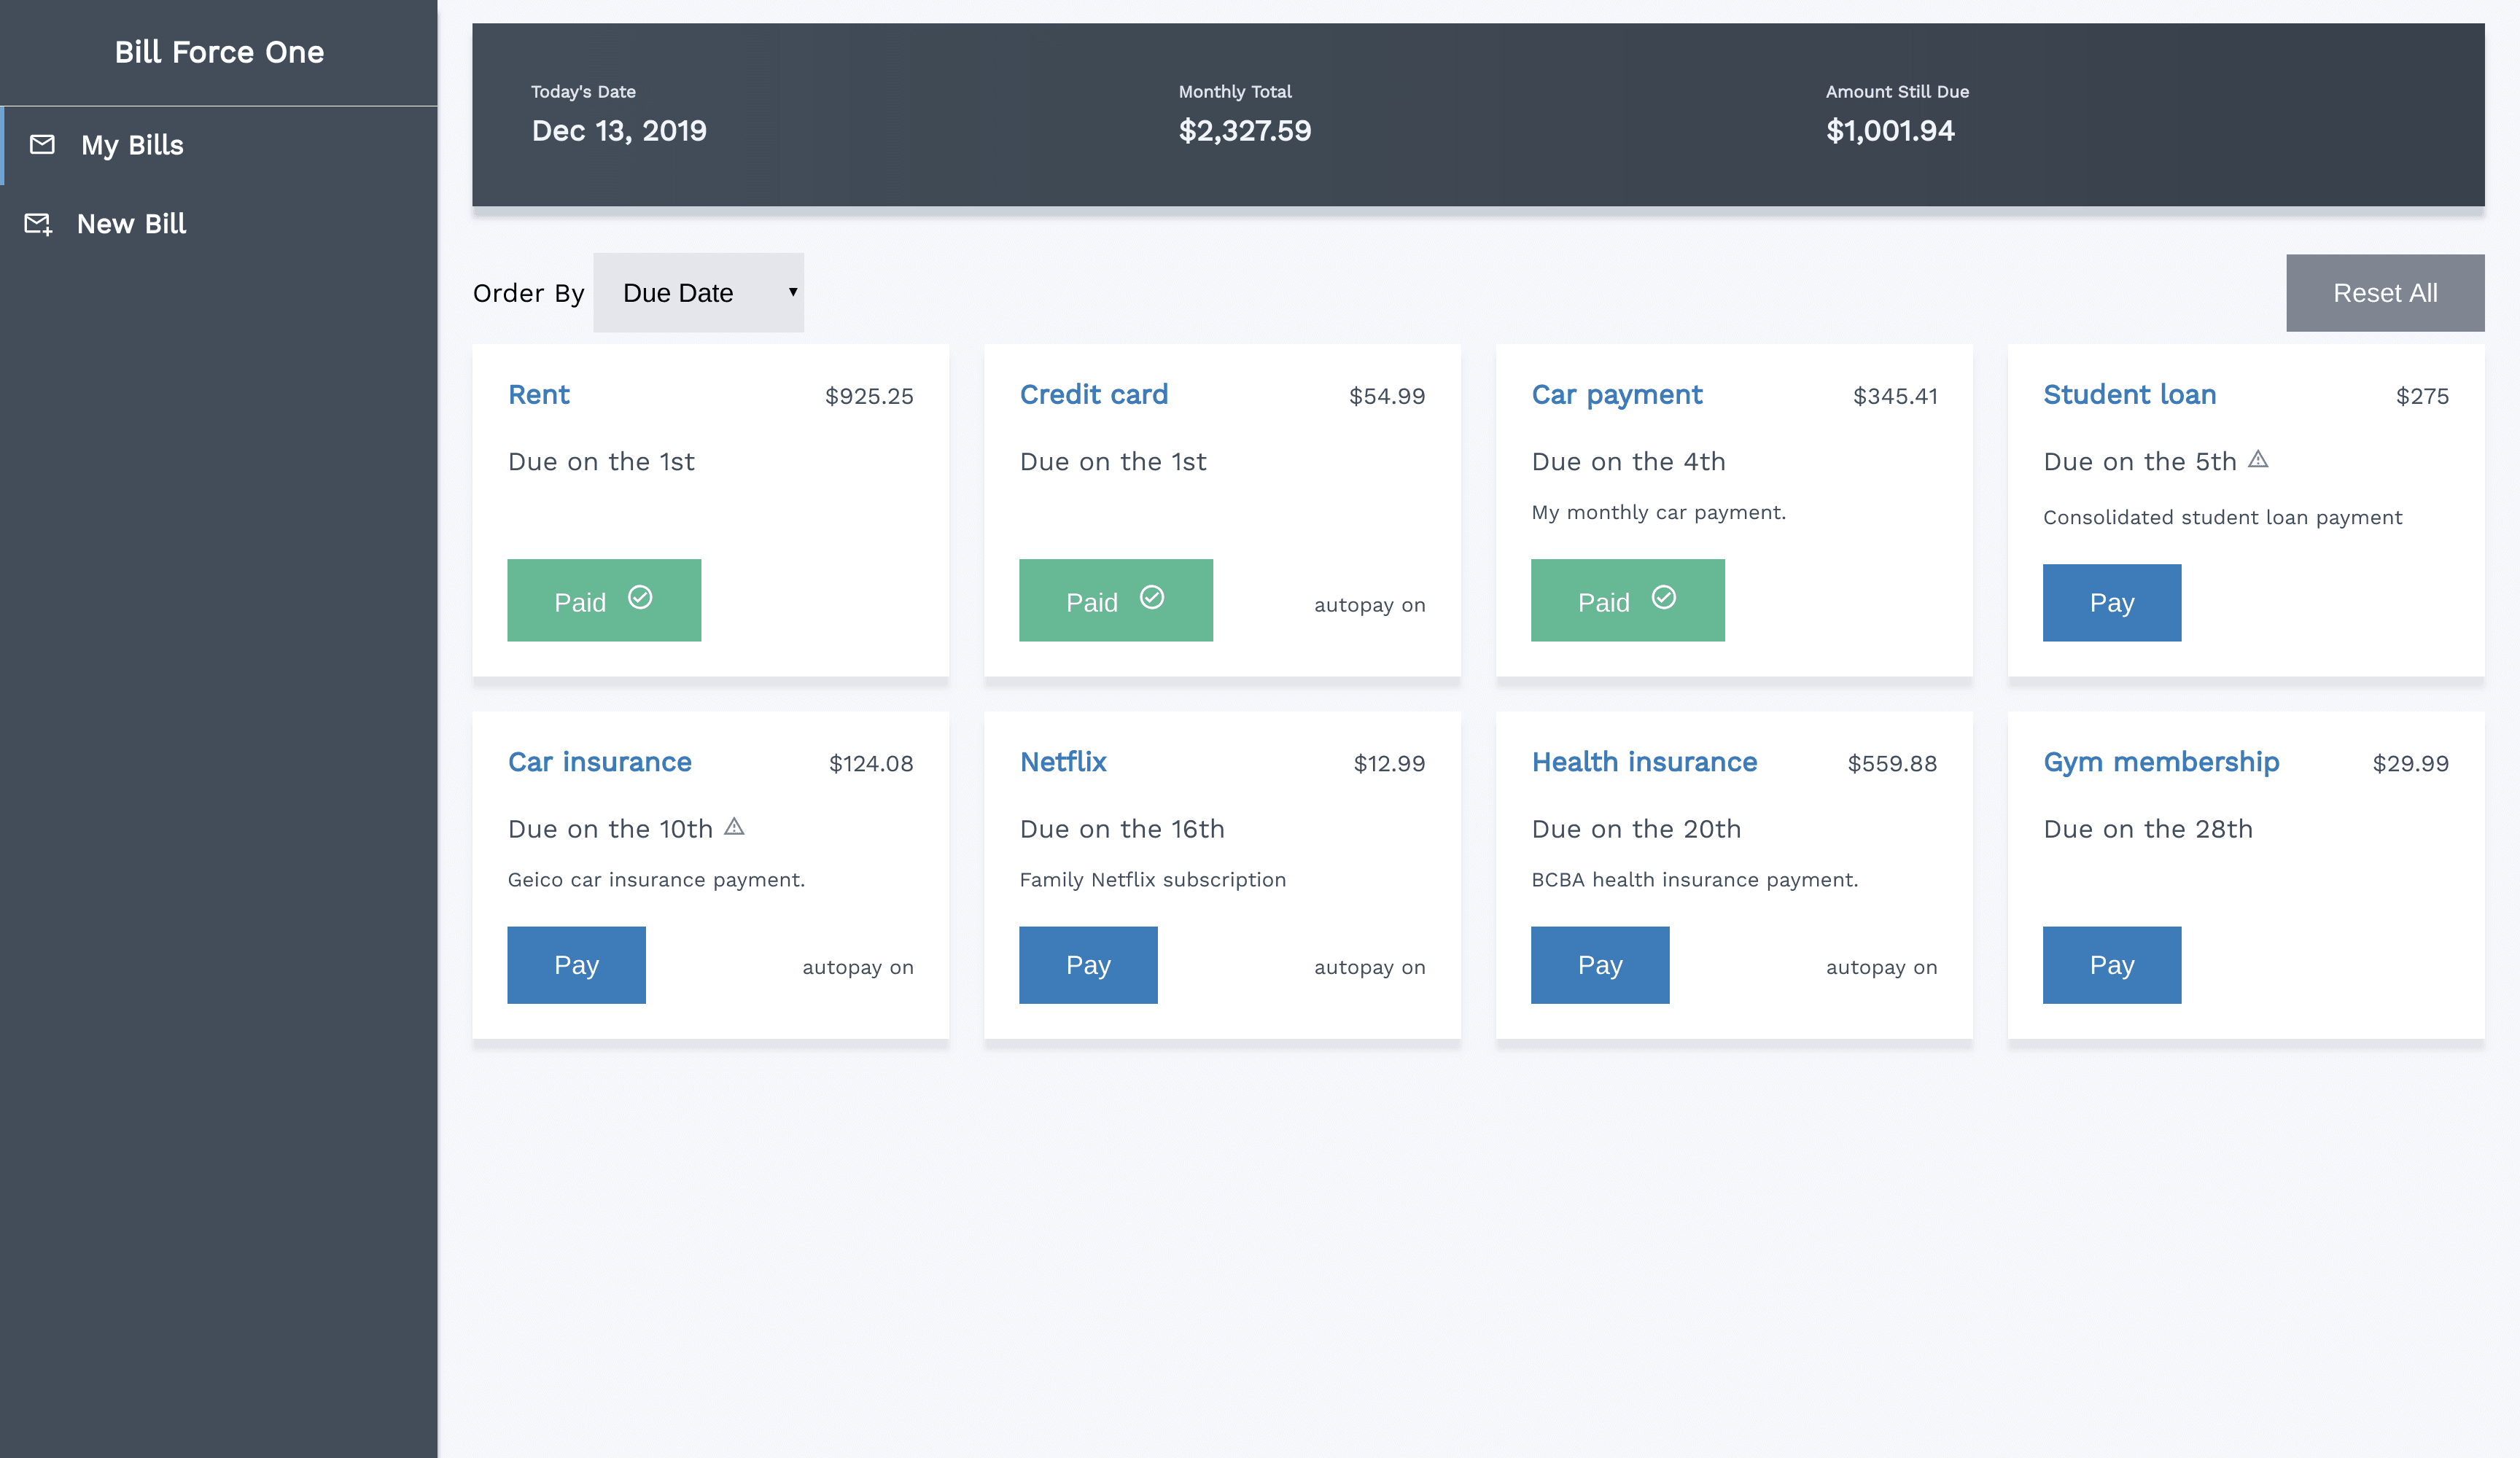 Bill Force One
My Bills
New Bill
Today's Date
Dec 13, 2019
Monthly Total
$2,327.59
Amount Still Due
$1,001.94
Order By
Due Date
Reset All
Rent
$925.25
Due on the 1st
Paid
Credit card
$54.99
Due on the 1st
Paid
autopay on
Car payment
$345.41
Due on the 4th
My monthly car payment.
Paid
Student loan
$275
Due on the 5th
Consolidated student loan payment
Pay
Car insurance
$124.08
Due on the 10th
Geico car insurance payment.
Pay
autopay on
Netflix
$12.99
Due on the 16th
Family Netflix subscription
Pay
autopay on
Health insurance
$559.88
Due on the 20th
BCBA health insurance payment.
Pay
autopay on
Gym membership
$29.99
Due on the 28th
Pay